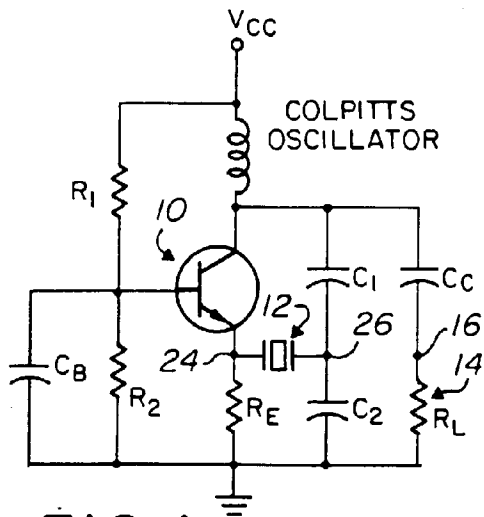 VCC
COLPITTS
OSCILLATOR
R1
10
12
C1
CC
24
26
16
14
CB
R2
RE
C2
RL